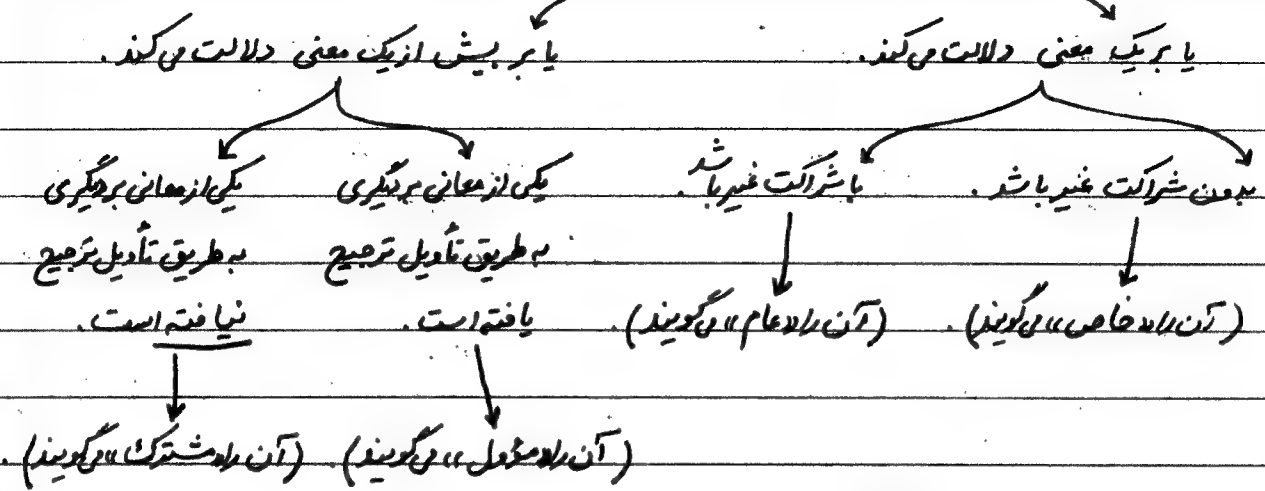 یا بر یک معنی دلالت می‌کند.
یا بر بیش از یک معنی دلالت می‌کند.
بدون شراکت غیر باشد.
با شراکت غیر باشد.
یکی از معانی بر دیگری
به طریق تأویل ترجیح
یافته است.
یکی از معانی بر دیگری
به طریق تأویل ترجیح
نیافته است.
(آن را «خاص» می‌گویند).
(آن را «عام» می‌گویند).
(آن را «مؤول» می‌گویند)
(آن را «مشترک» می‌گویند).